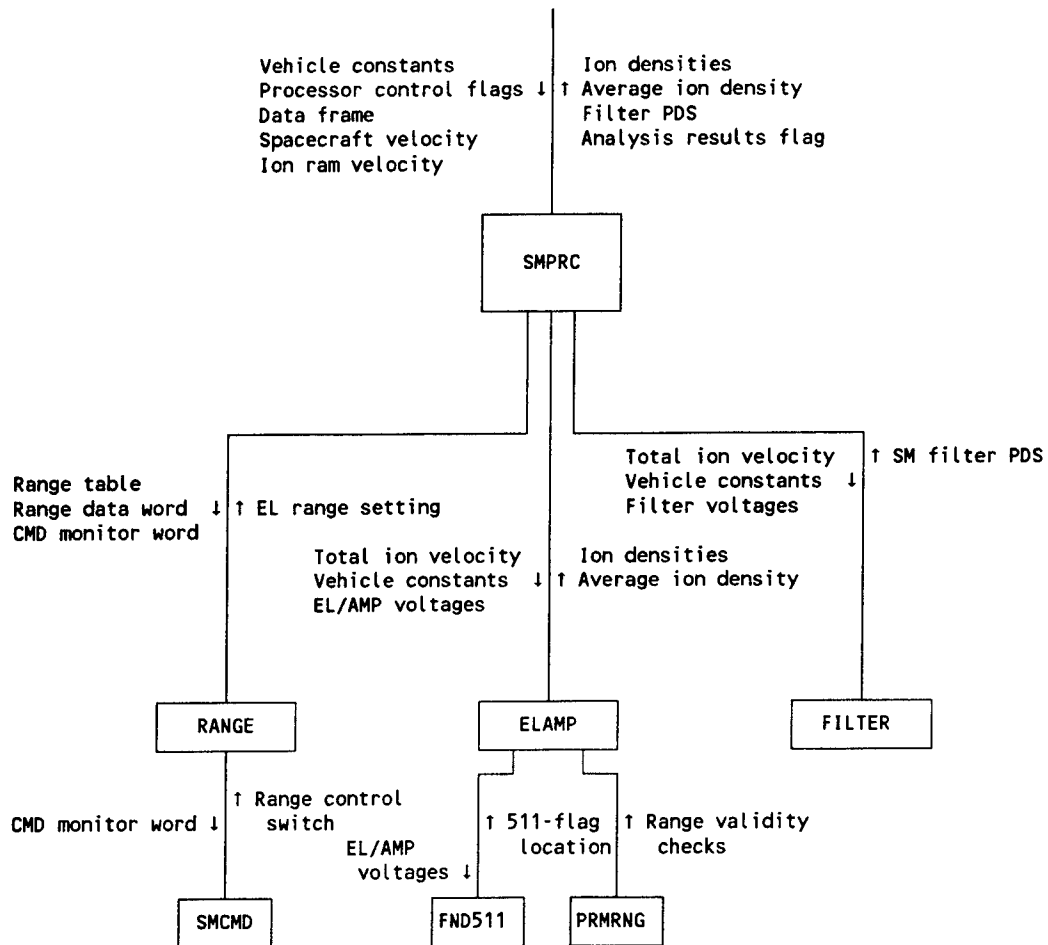 Vehicle constants
Processor control flags ↓
Data frame
Spacecraft velocity
Ion ram velocity
Ion densities
↑ Average ion density
Filter PDS
Analysis results flag
SMPRC
Range table
Range data word ↓
CMD monitor word
↑ EL range setting
Total ion velocity
Vehicle constants ↓
EL/AMP voltages
Ion densities
↑ Average ion density
Total ion velocity
Vehicle constants ↓
Filter voltages
↑ SM filter PDS
RANGE
ELAMP
FILTER
CMD monitor word ↓
↑ Range control
switch
EL/AMP
voltages ↓
↑ 511-flag
location
↑ Range validity
checks
SMCMD
FND511
PRMRNG